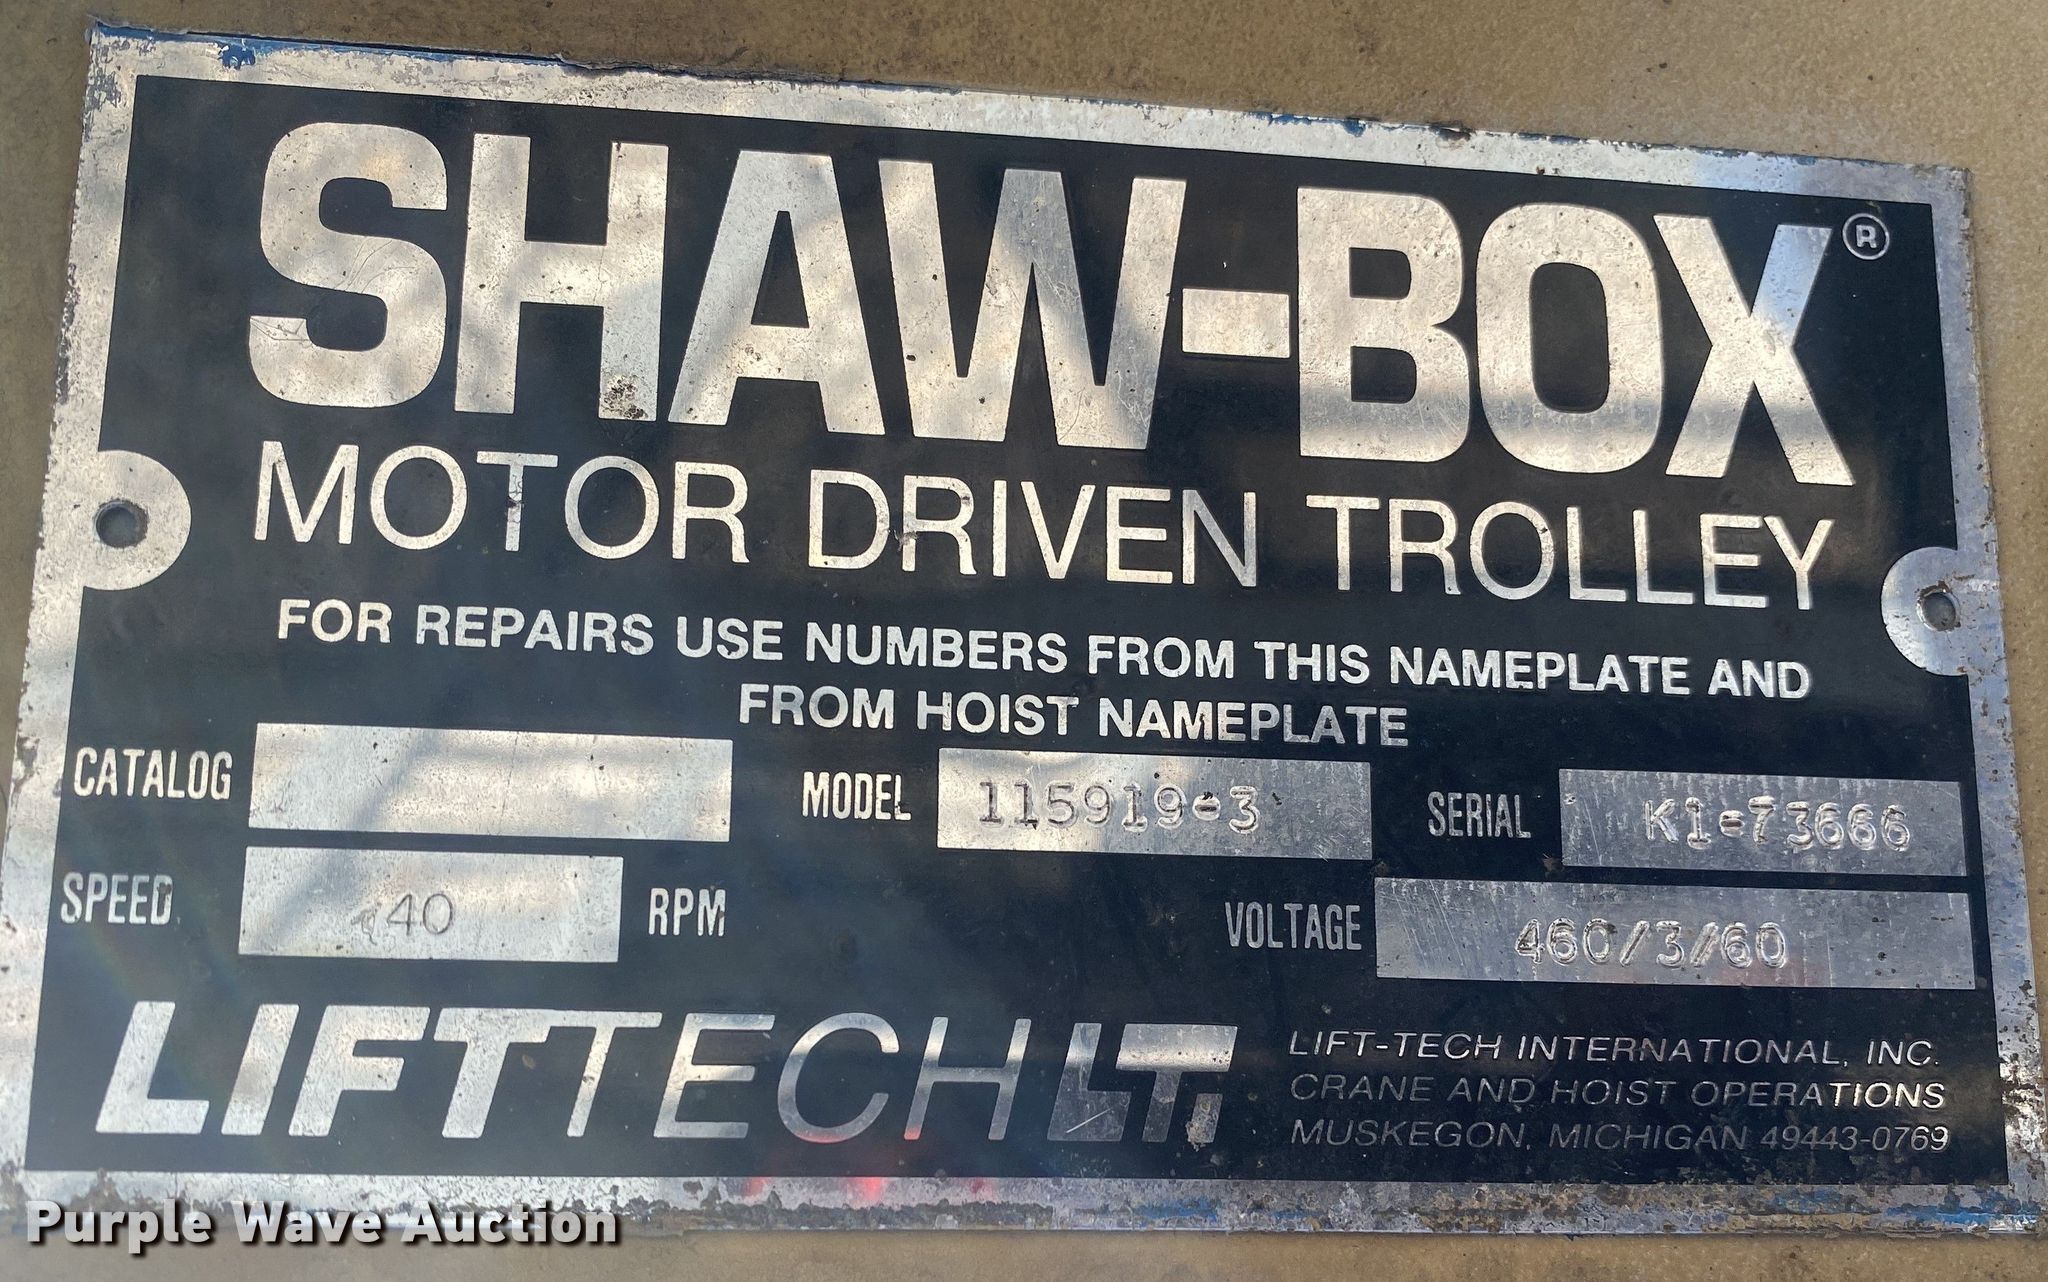 SHAW-BOX®
MOTOR DRIVEN TROLLEY
FOR REPAIRS USE NUMBERS FROM THIS NAMEPLATE AND
FROM HOIST NAMEPLATE
CATALOG MODEL 115919-3 SERIAL K1-73666
SPEED 40 RPM VOLTAGE 460/3/60
LIFTTECH LT
LIFT-TECH INTERNATIONAL, INC.
CRANE AND HOIST OPERATIONS
MUSKEGON, MICHIGAN 49443-0769
Purple Wave Auction